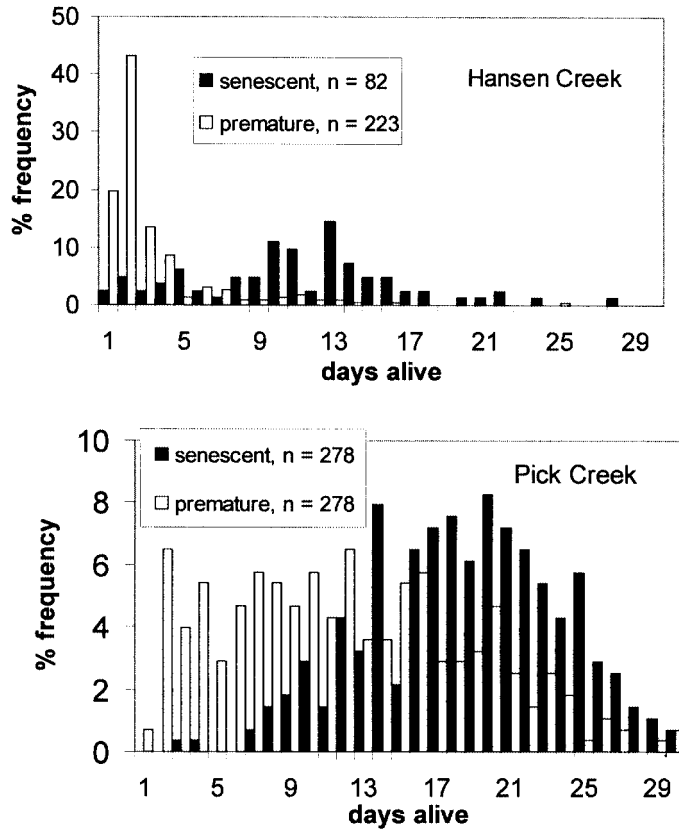 50
40
30
20
10
0
% frequency
senescent, n = 82
premature, n = 223
Hansen Creek
1 5 9 13 17 21 25 29
days alive
10
8
6
4
2
0
% frequency
senescent, n = 278
premature, n = 278
Pick Creek
1 5 9 13 17 21 25 29
days alive